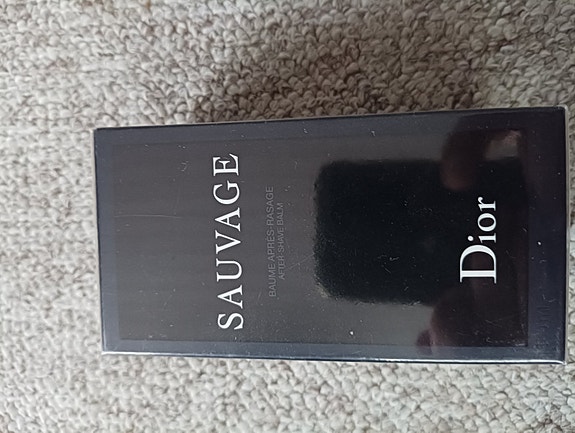 SAUVAGE
BAUME APRÈS-RASAGE
AFTER-SHAVE BALM
Dior